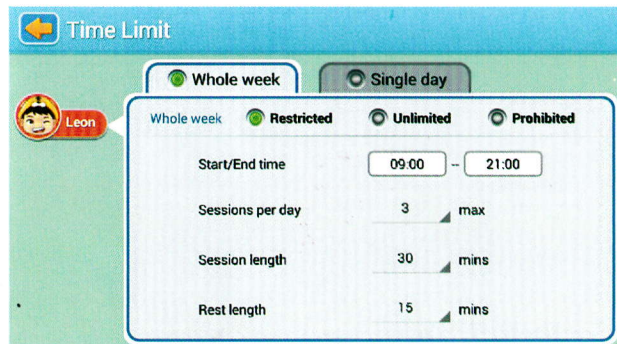 Time Limit
Whole week Single day
Leon
Whole week Restricted Unlimited Prohibited
Start/End time 09:00 -- 21:00
Sessions per day 3 max
Session length 30 mins
Rest length 15 mins